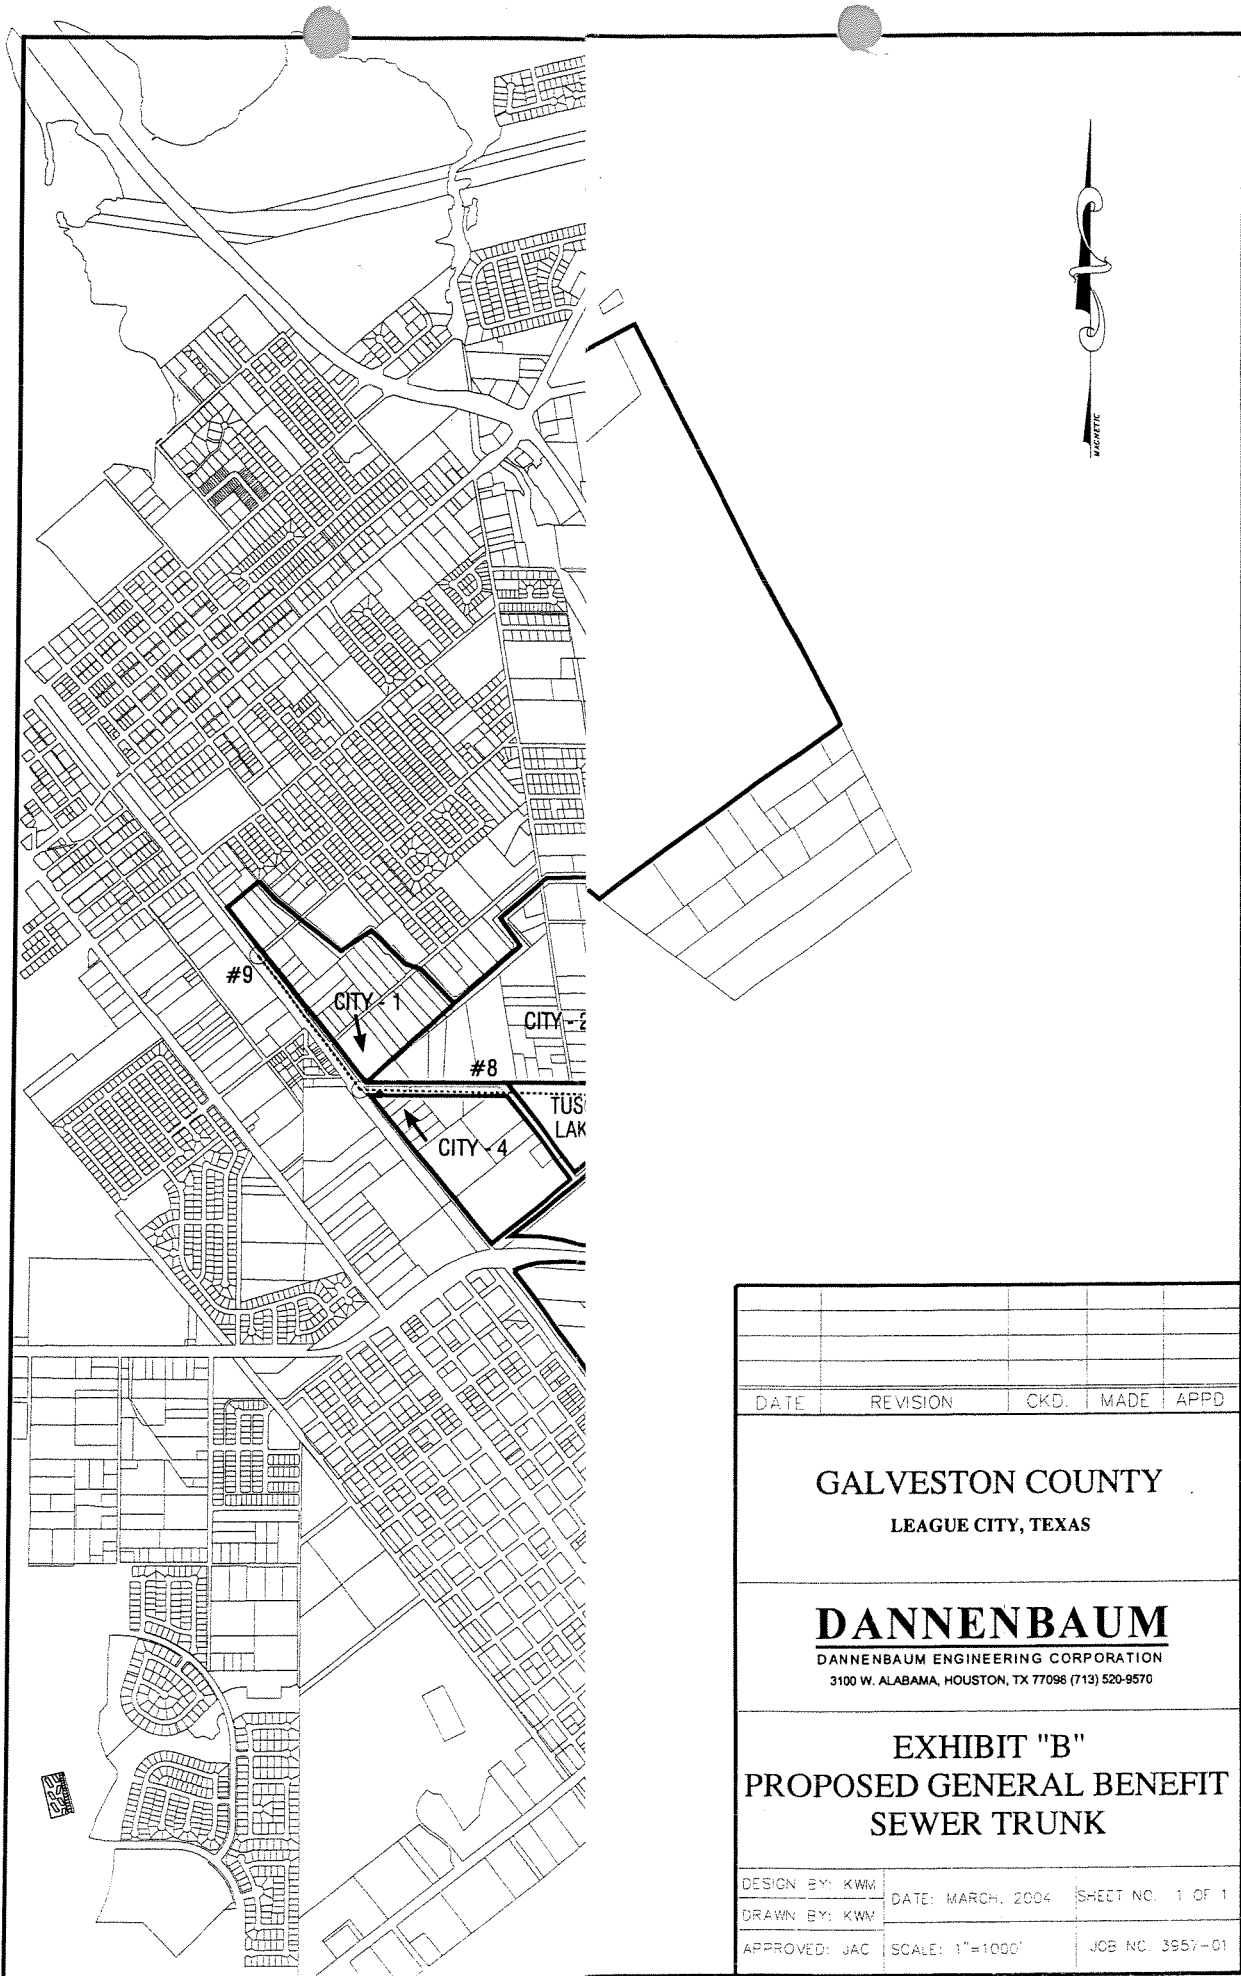 MAGNETIC
#9
CITY - 1
CITY - 2
#8
TUS
LAK
CITY - 4
DATE REVISION CKD. MADE APPD
GALVESTON COUNTY
LEAGUE CITY, TEXAS
DANNENBAUM
DANNENBAUM ENGINEERING CORPORATION
3100 W. ALABAMA, HOUSTON, TX 77098 (713) 520-9570
EXHIBIT "B"
PROPOSED GENERAL BENEFIT
SEWER TRUNK
DESIGN BY: KWM
DATE: MARCH, 2004 SHEET NO. 1 OF 1
DRAWN BY: KWM
APPROVED: JAC SCALE: 1"=1000' JOB NO. 3957-01